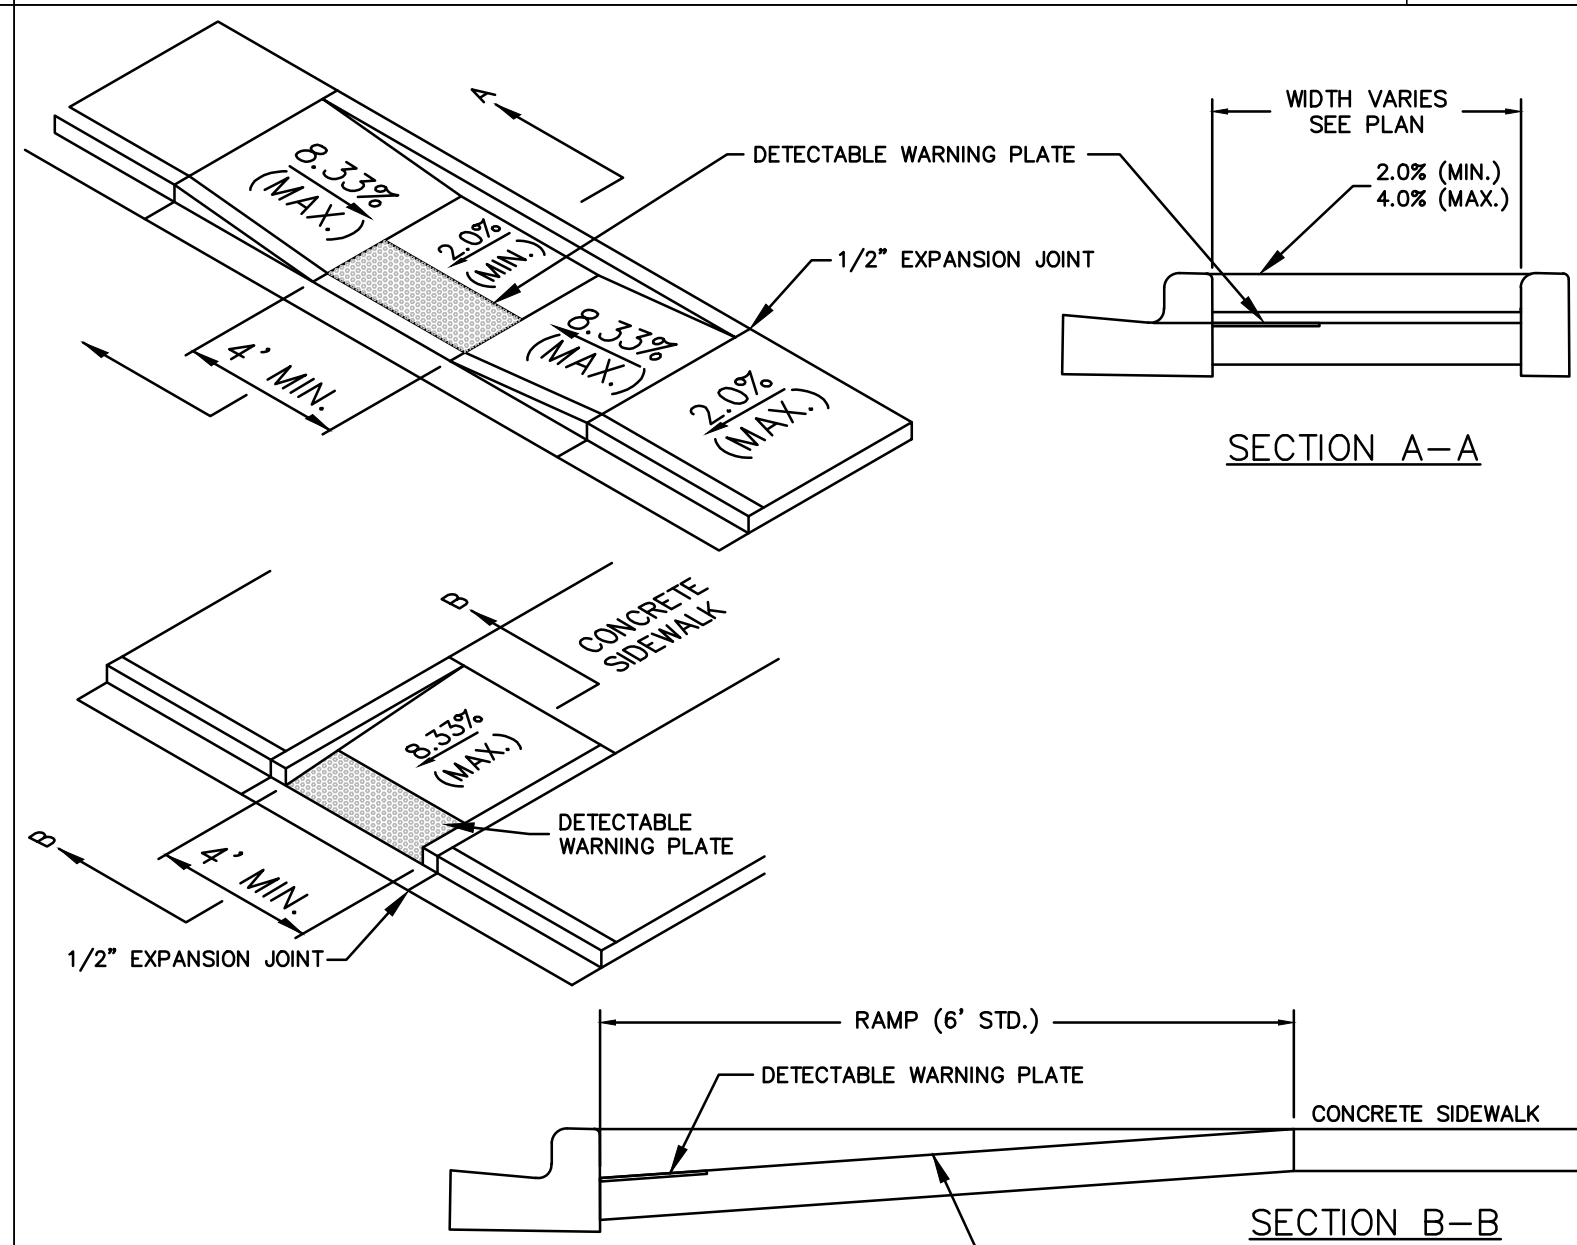 A
WIDTH VARIES
SEE PLAN
DETECTABLE WARNING PLATE
2.0% (MIN.)
4.0% (MAX.)
8.33%
(MAX.)
2.0%
(MIN.)
1/2" EXPANSION JOINT
8.33%
(MAX.)
4' MIN.
2.0%
(MAX.)
SECTION A-A
B
CONCRETE
SIDEWALK
8.33%
(MAX.)
DETECTABLE
WARNING PLATE
B
4' MIN.
1/2" EXPANSION JOINT
RAMP (6' STD.)
DETECTABLE WARNING PLATE
CONCRETE SIDEWALK
SECTION B-B